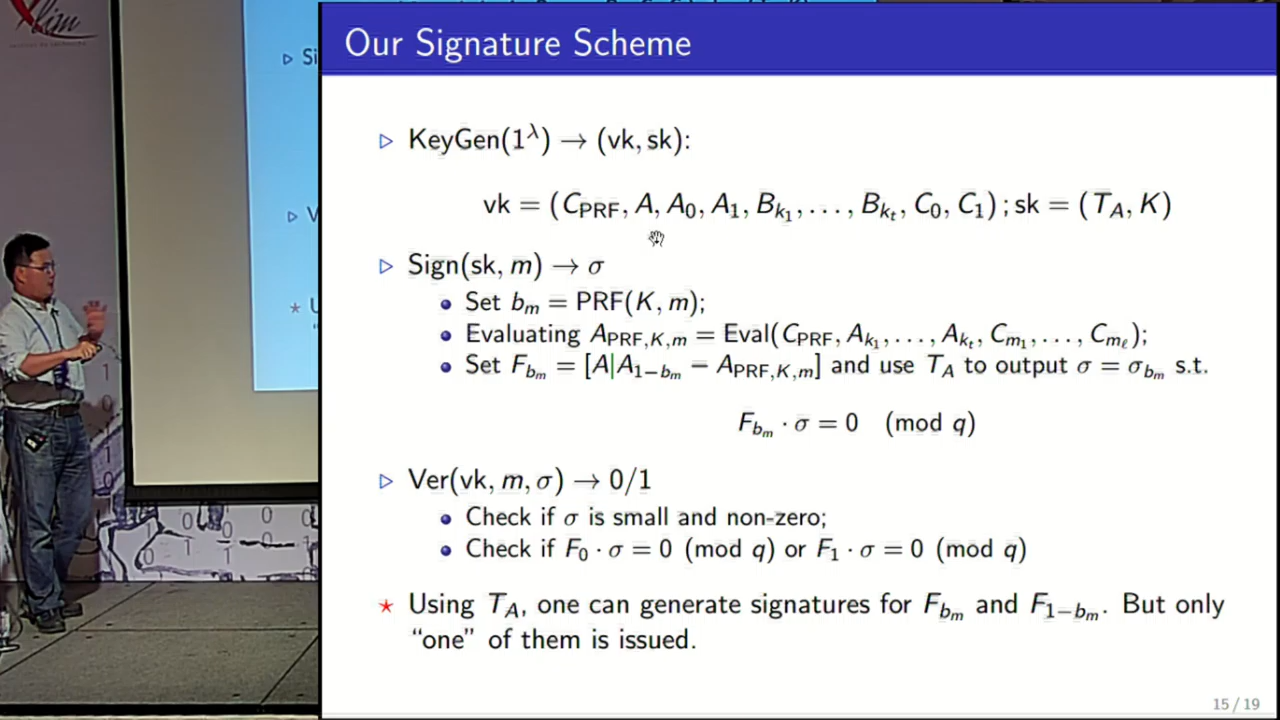 Our Signature Scheme
▷ KeyGen(1^λ) → (vk, sk):
vk = (C_PRF, A, A_0, A_1, B_{k_1}, . . . , B_{k_t}, C_0, C_1) ; sk = (T_A, K)
▷ Sign(sk, m) → σ
• Set b_m = PRF(K, m);
• Evaluating A_{PRF,K,m} = Eval(C_PRF, A_{k_1}, . . . , A_{k_t}, C_{m_1}, . . . , C_{m_ℓ});
• Set F_{b_m} = [A|A_{1−b_m} − A_{PRF,K,m}] and use T_A to output σ = σ_{b_m} s.t.
F_{b_m} · σ = 0 (mod q)
▷ Ver(vk, m, σ) → 0/1
• Check if σ is small and non-zero;
• Check if F_0 · σ = 0 (mod q) or F_1 · σ = 0 (mod q)
⋆ Using T_A, one can generate signatures for F_{b_m} and F_{1−b_m}. But only
“one” of them is issued.
15 / 19